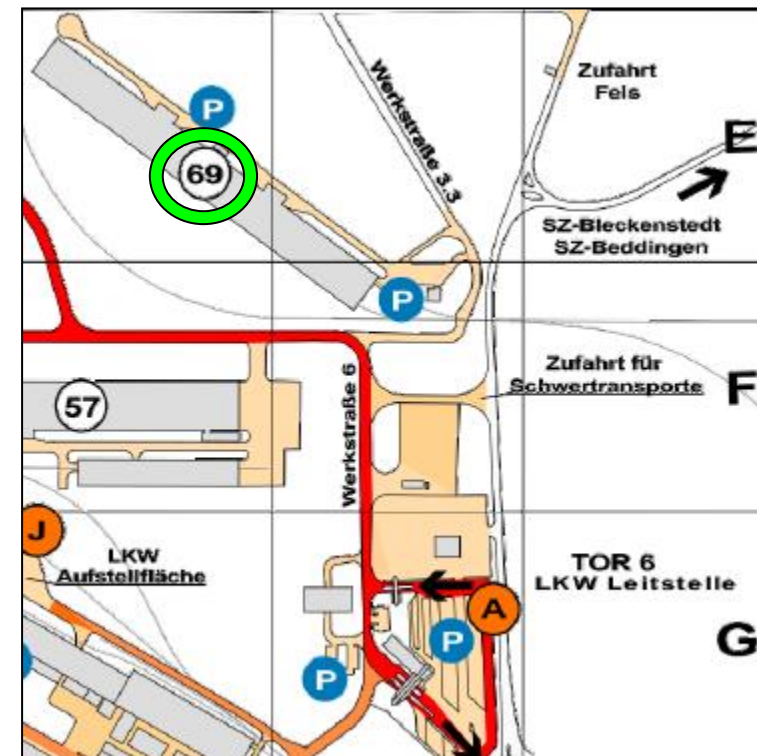 P
Werkstraße 3.3
Zufahrt
Fels
E
69
SZ-Bleckenstedt
SZ-Beddingen
P
Zufahrt für
Schwertransporte
F
57
Werkstraße 6
J
LKW
Aufstellfläche
TOR 6
LKW Leitstelle
A
P
G
P